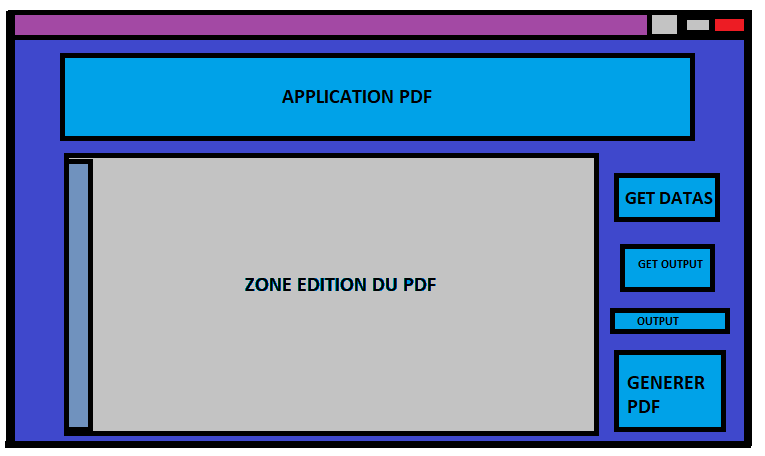 APPLICATION PDF
GET DATAS
GET OUTPUT
ZONE EDITION DU PDF
OUTPUT
GENERER
PDF